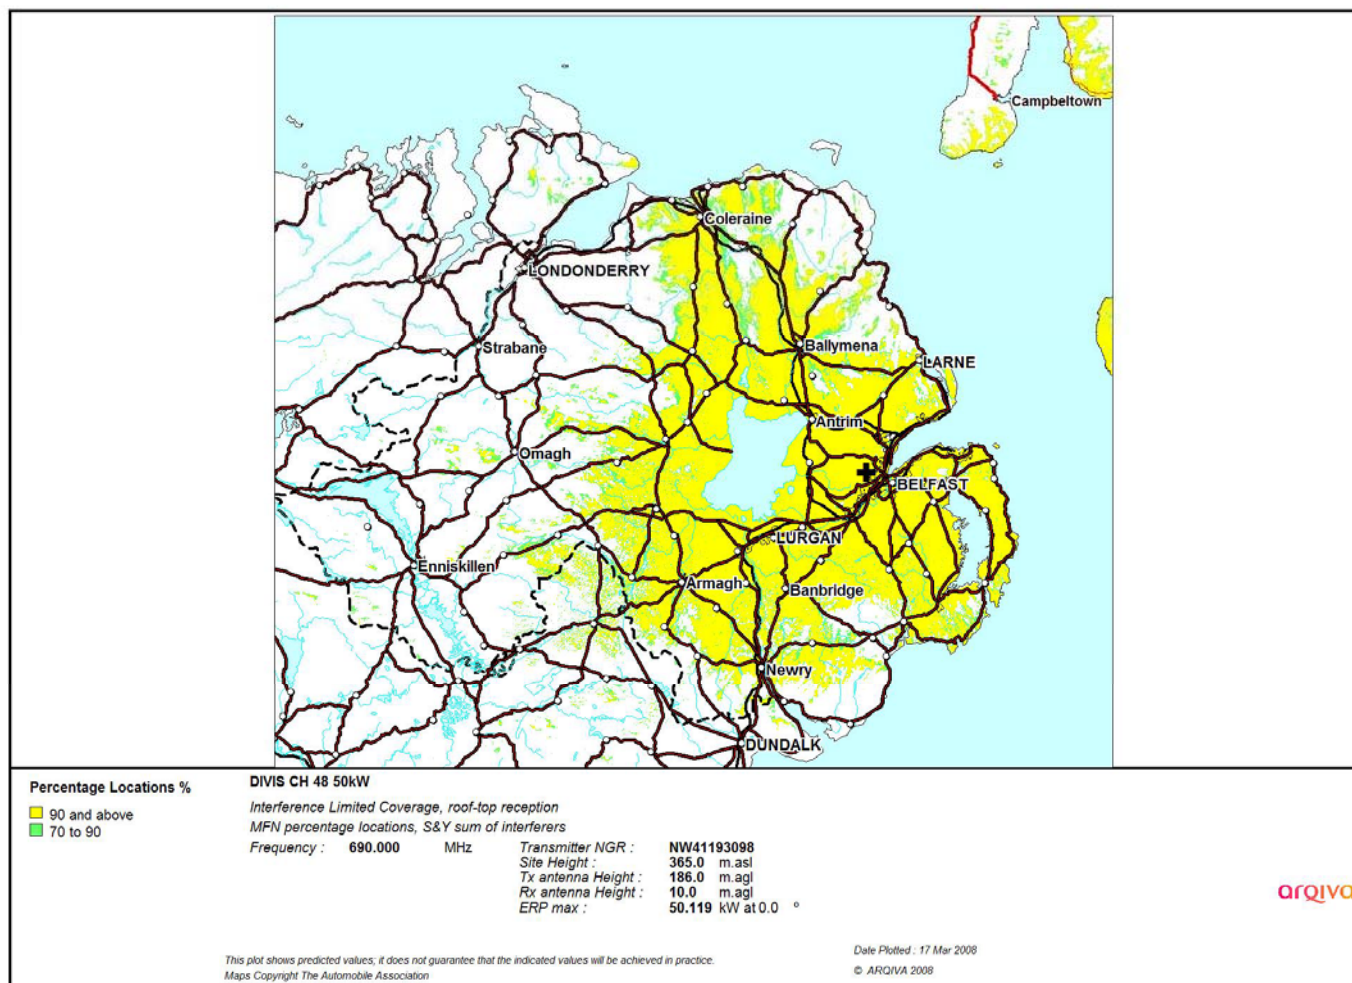 Campbeltown
Coleraine
LONDONDERRY
Strabane
Ballymena
LARNE
Antrim
Omagh
BELFAST
LURGAN
Enniskillen
Armagh
Banbridge
Newry
DUNDALK
Percentage Locations %
90 and above
70 to 90
DIVIS CH 48 50kW
Interference Limited Coverage, roof-top reception
MFN percentage locations, S&Y sum of interferers
Frequency : 690.000 MHz Transmitter NGR : NW41193098
Site Height : 365.0 m.asl
Tx antenna Height : 186.0 m.agl
Rx antenna Height : 10.0 m.agl
ERP max : 50.119 kW at 0.0 °
arqiva
This plot shows predicted values; it does not guarantee that the indicated values will be achieved in practice.
Maps Copyright The Automobile Association
Date Plotted : 17 Mar 2008
© ARQIVA 2008